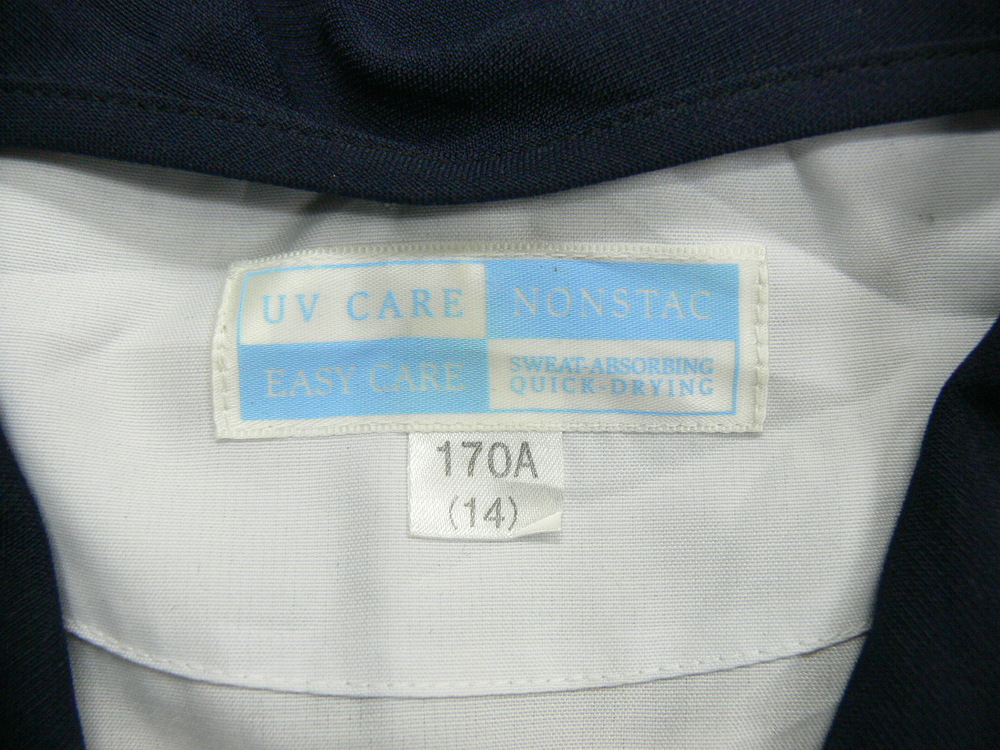 UV CARE
NONSTAC
EASY CARE
SWEAT-ABSORBING
QUICK-DRYING
170A
(14)